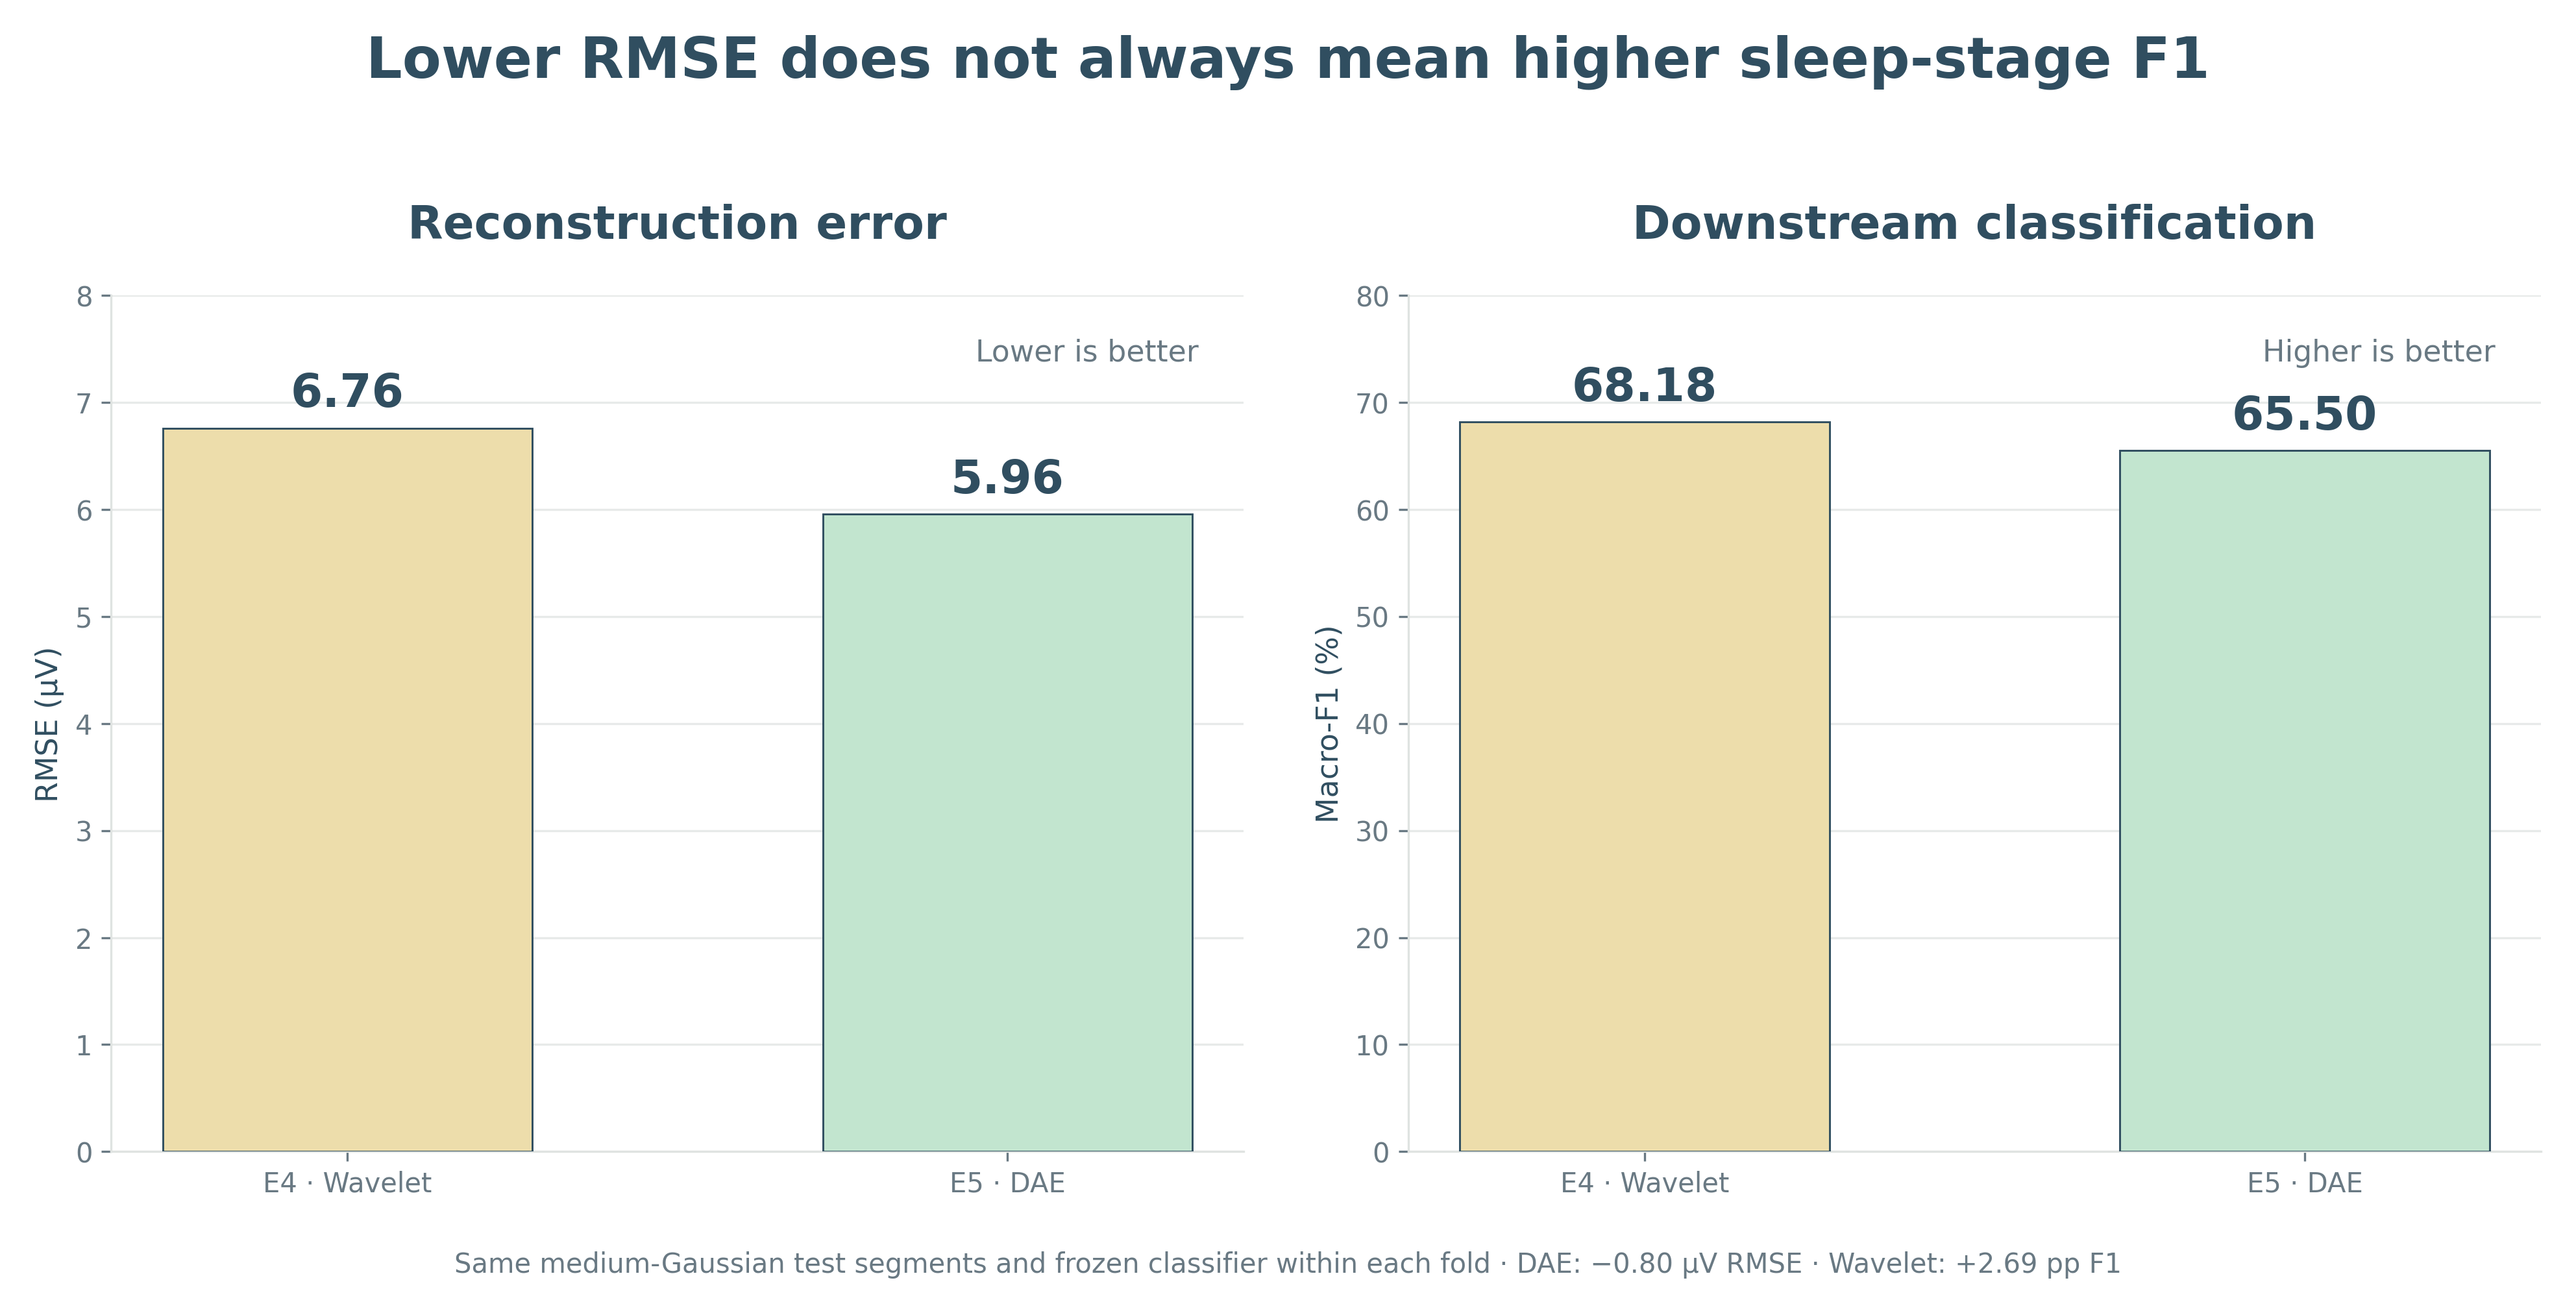 Lower RMSE does not always mean higher sleep-stage F1
Reconstruction error
8
7
6
5
4
3
2
1
0
RMSE (µV)
Lower is better
6.76
5.96
E4 · Wavelet
E5 · DAE
Downstream classification
80
70
60
50
40
30
20
10
0
Macro-F1 (%)
Higher is better
68.18
65.50
E4 · Wavelet
E5 · DAE
Same medium-Gaussian test segments and frozen classifier within each fold · DAE: −0.80 µV RMSE · Wavelet: +2.69 pp F1